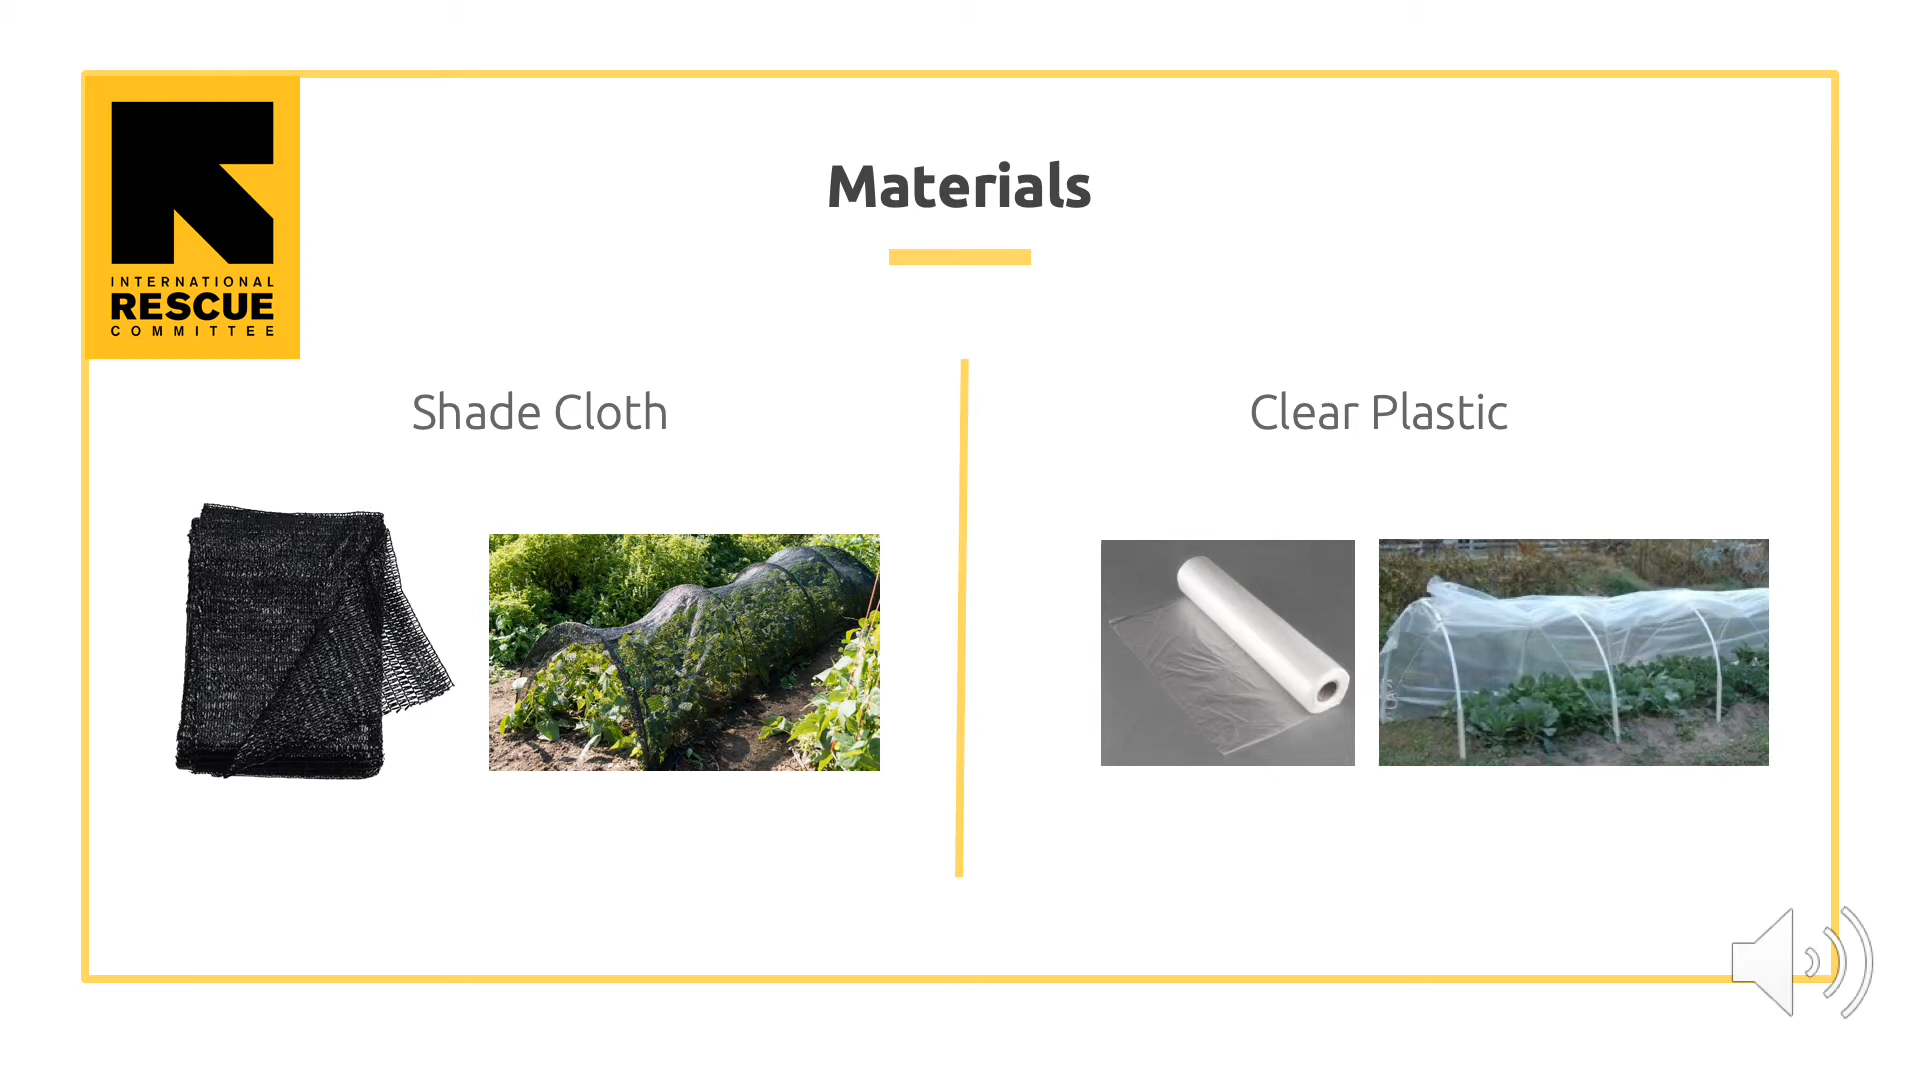 INTERNATIONAL
RESCUE
COMMITTEE
Materials
Shade Cloth
Clear Plastic